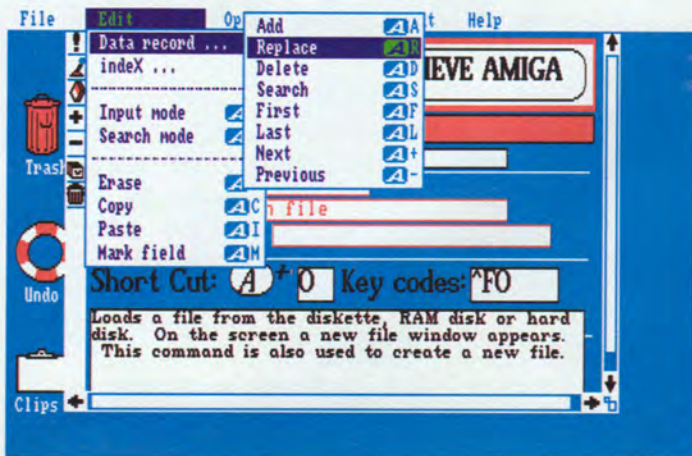 File Edit Op t Help
Data record ...
indeX ...
Input mode
Search mode
Erase
Copy C
Paste I
Mark field M
Add A
Replace R
Delete D
Search S
First F
Last L
Next +
Previous -
IEVE AMIGA
Trash
n file
Undo
Short Cut: A + O Key codes: ^FO
Loads a file from the diskette, RAM disk or hard
disk. On the screen a new file window appears.
This command is also used to create a new file.
Clips